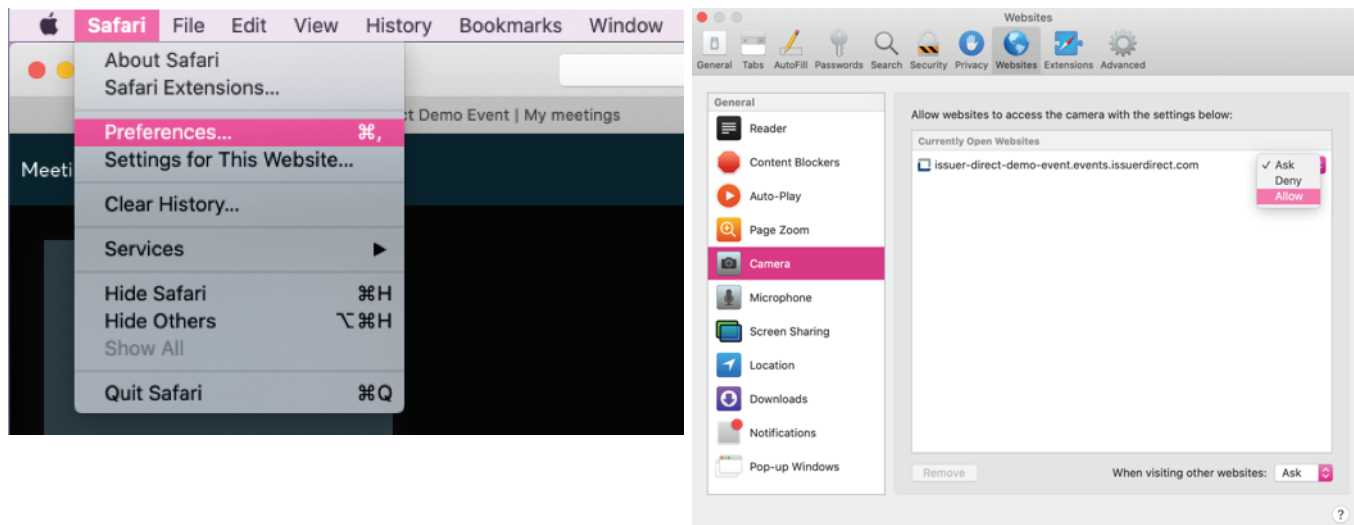 Safari File Edit View History Bookmarks Window
About Safari
Safari Extensions...
ct Demo Event | My meetings
Preferences... ⌘,
Settings for This Website...
Meeti
Clear History...
Services ▶
Hide Safari ⌘H
Hide Others ⌥⌘H
Show All
Quit Safari ⌘Q
Websites
General Tabs AutoFill Passwords Search Security Privacy Websites Extensions Advanced
General
Reader
Content Blockers
Auto-Play
Page Zoom
Camera
Microphone
Screen Sharing
Location
Downloads
Notifications
Pop-up Windows
Allow websites to access the camera with the settings below:
Currently Open Websites
issuer-direct-demo-event.events.issuerdirect.com
✓ Ask
Deny
Allow
Remove
When visiting other websites: Ask
?